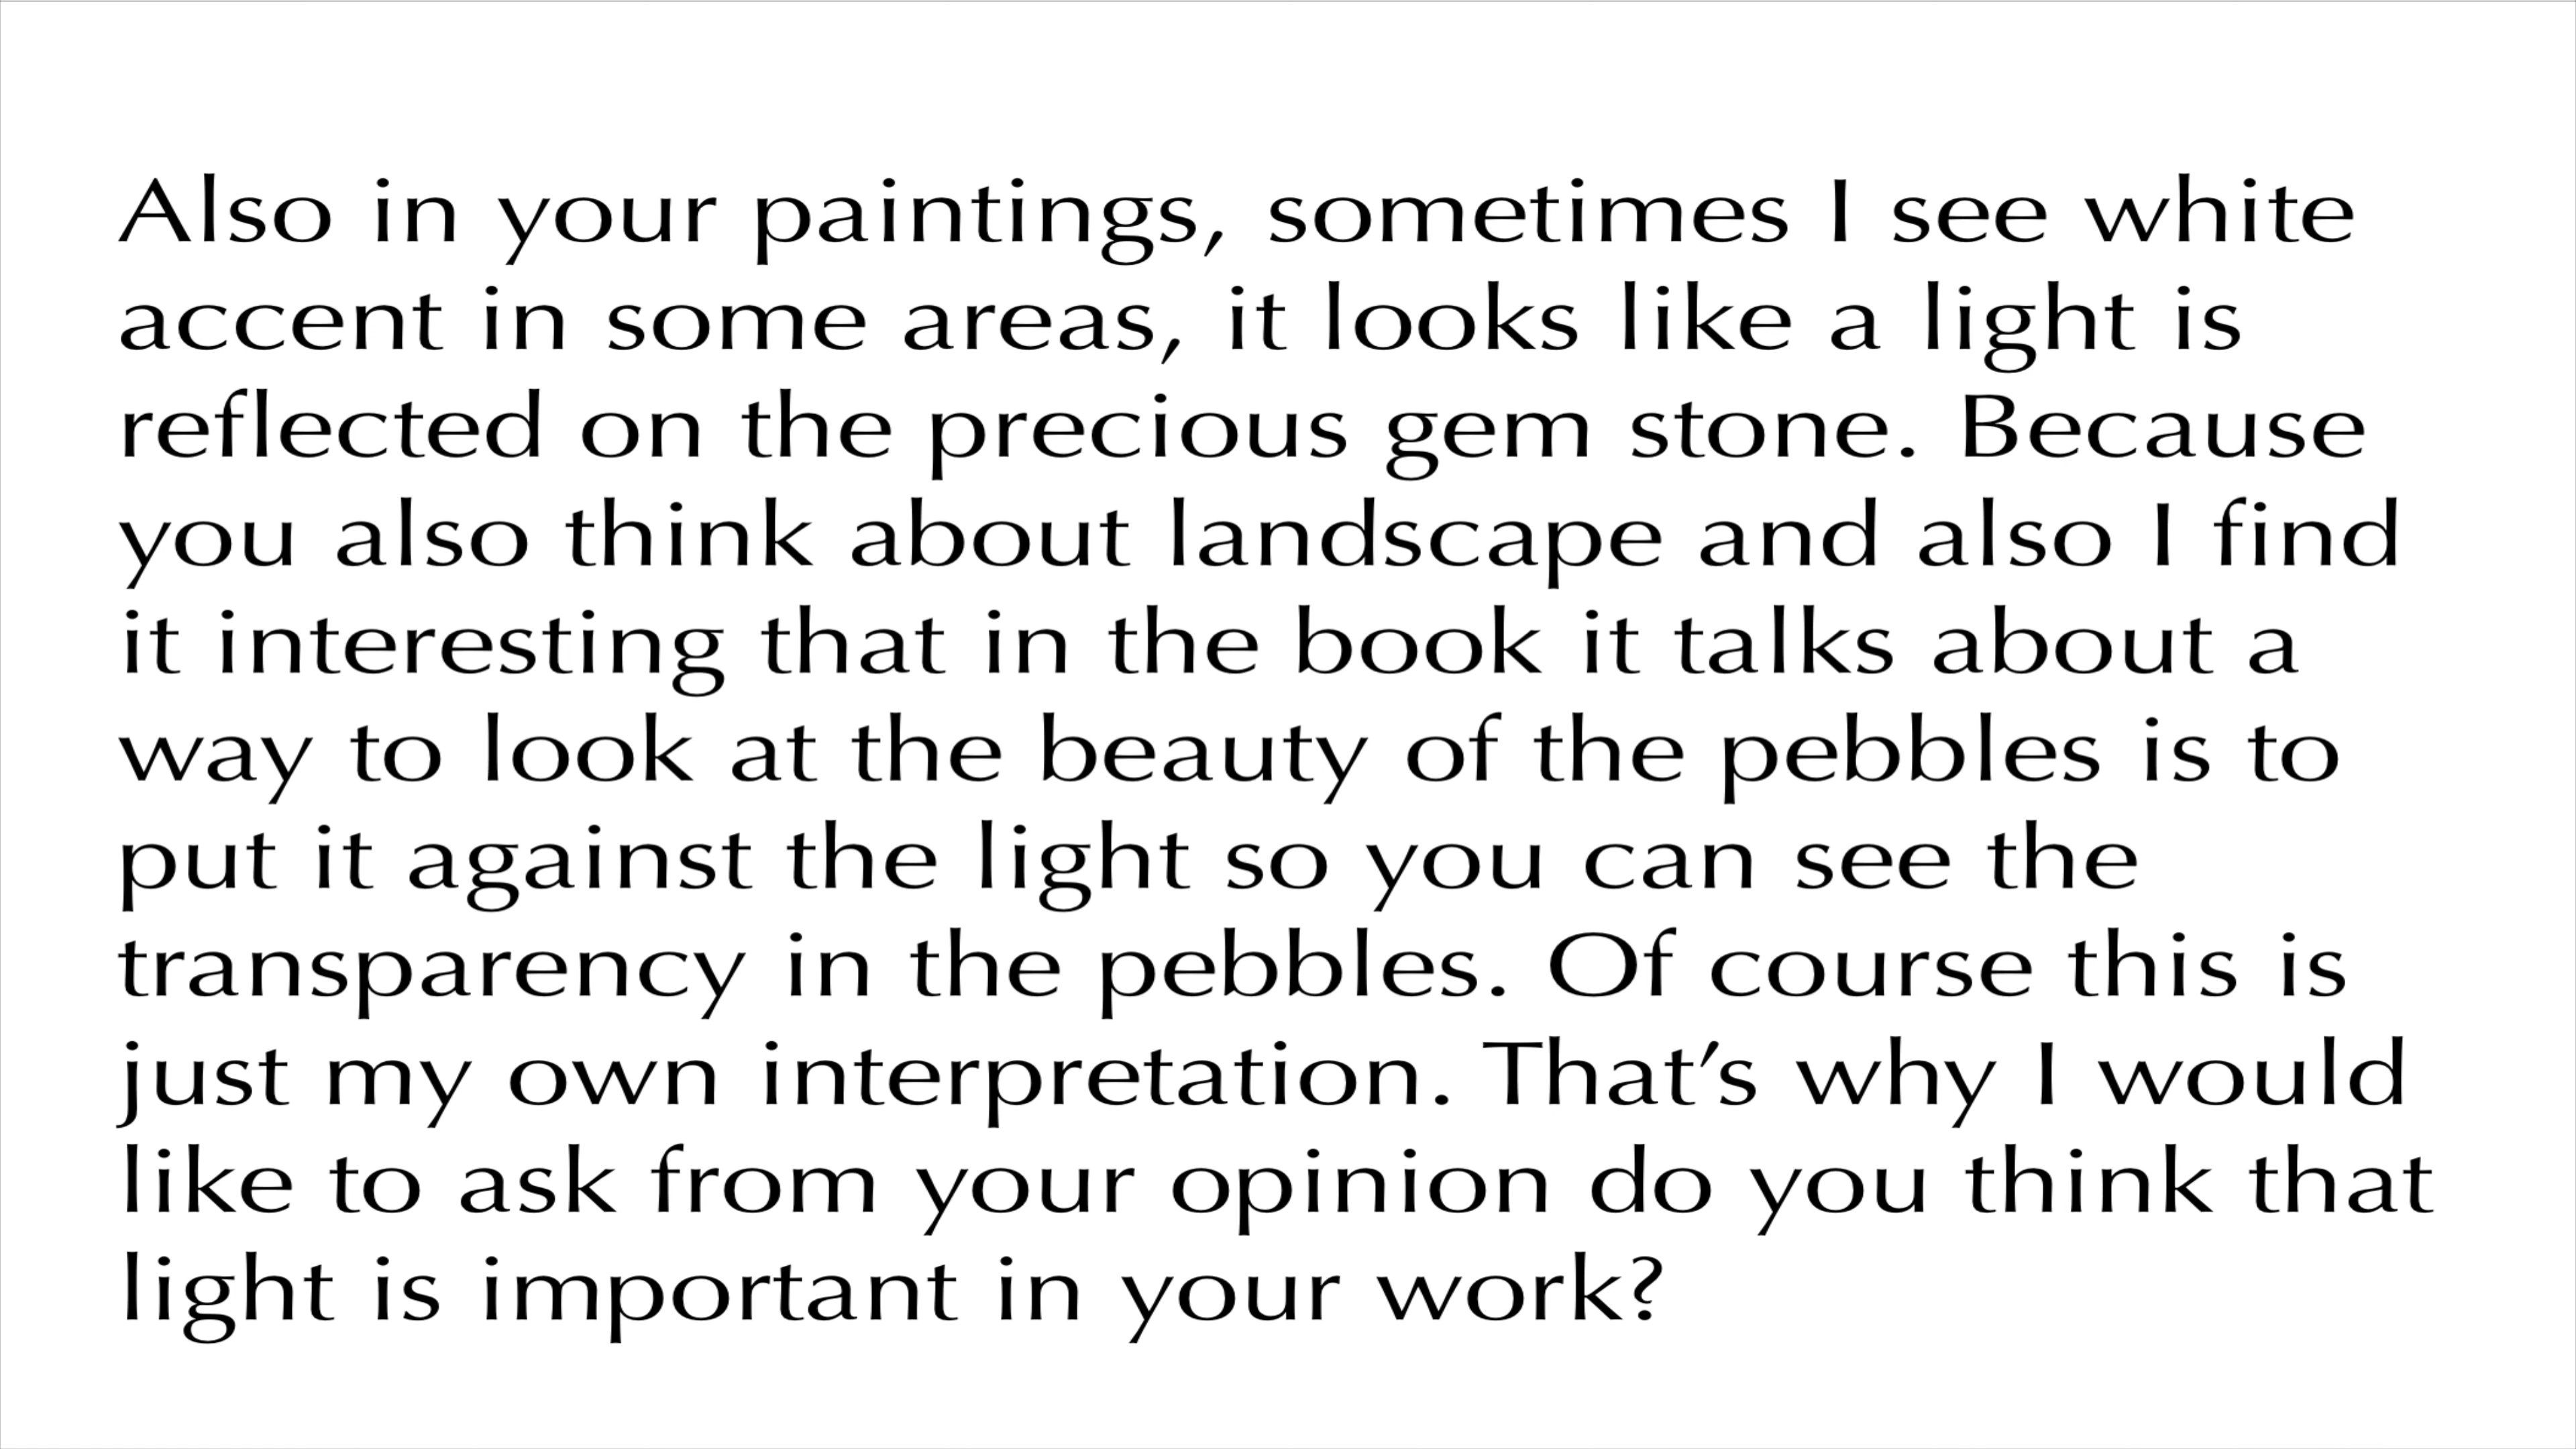 Also in your paintings, sometimes I see white
accent in some areas, it looks like a light is
reflected on the precious gem stone. Because
you also think about landscape and also I find
it interesting that in the book it talks about a
way to look at the beauty of the pebbles is to
put it against the light so you can see the
transparency in the pebbles. Of course this is
just my own interpretation. That’s why I would
like to ask from your opinion do you think that
light is important in your work?